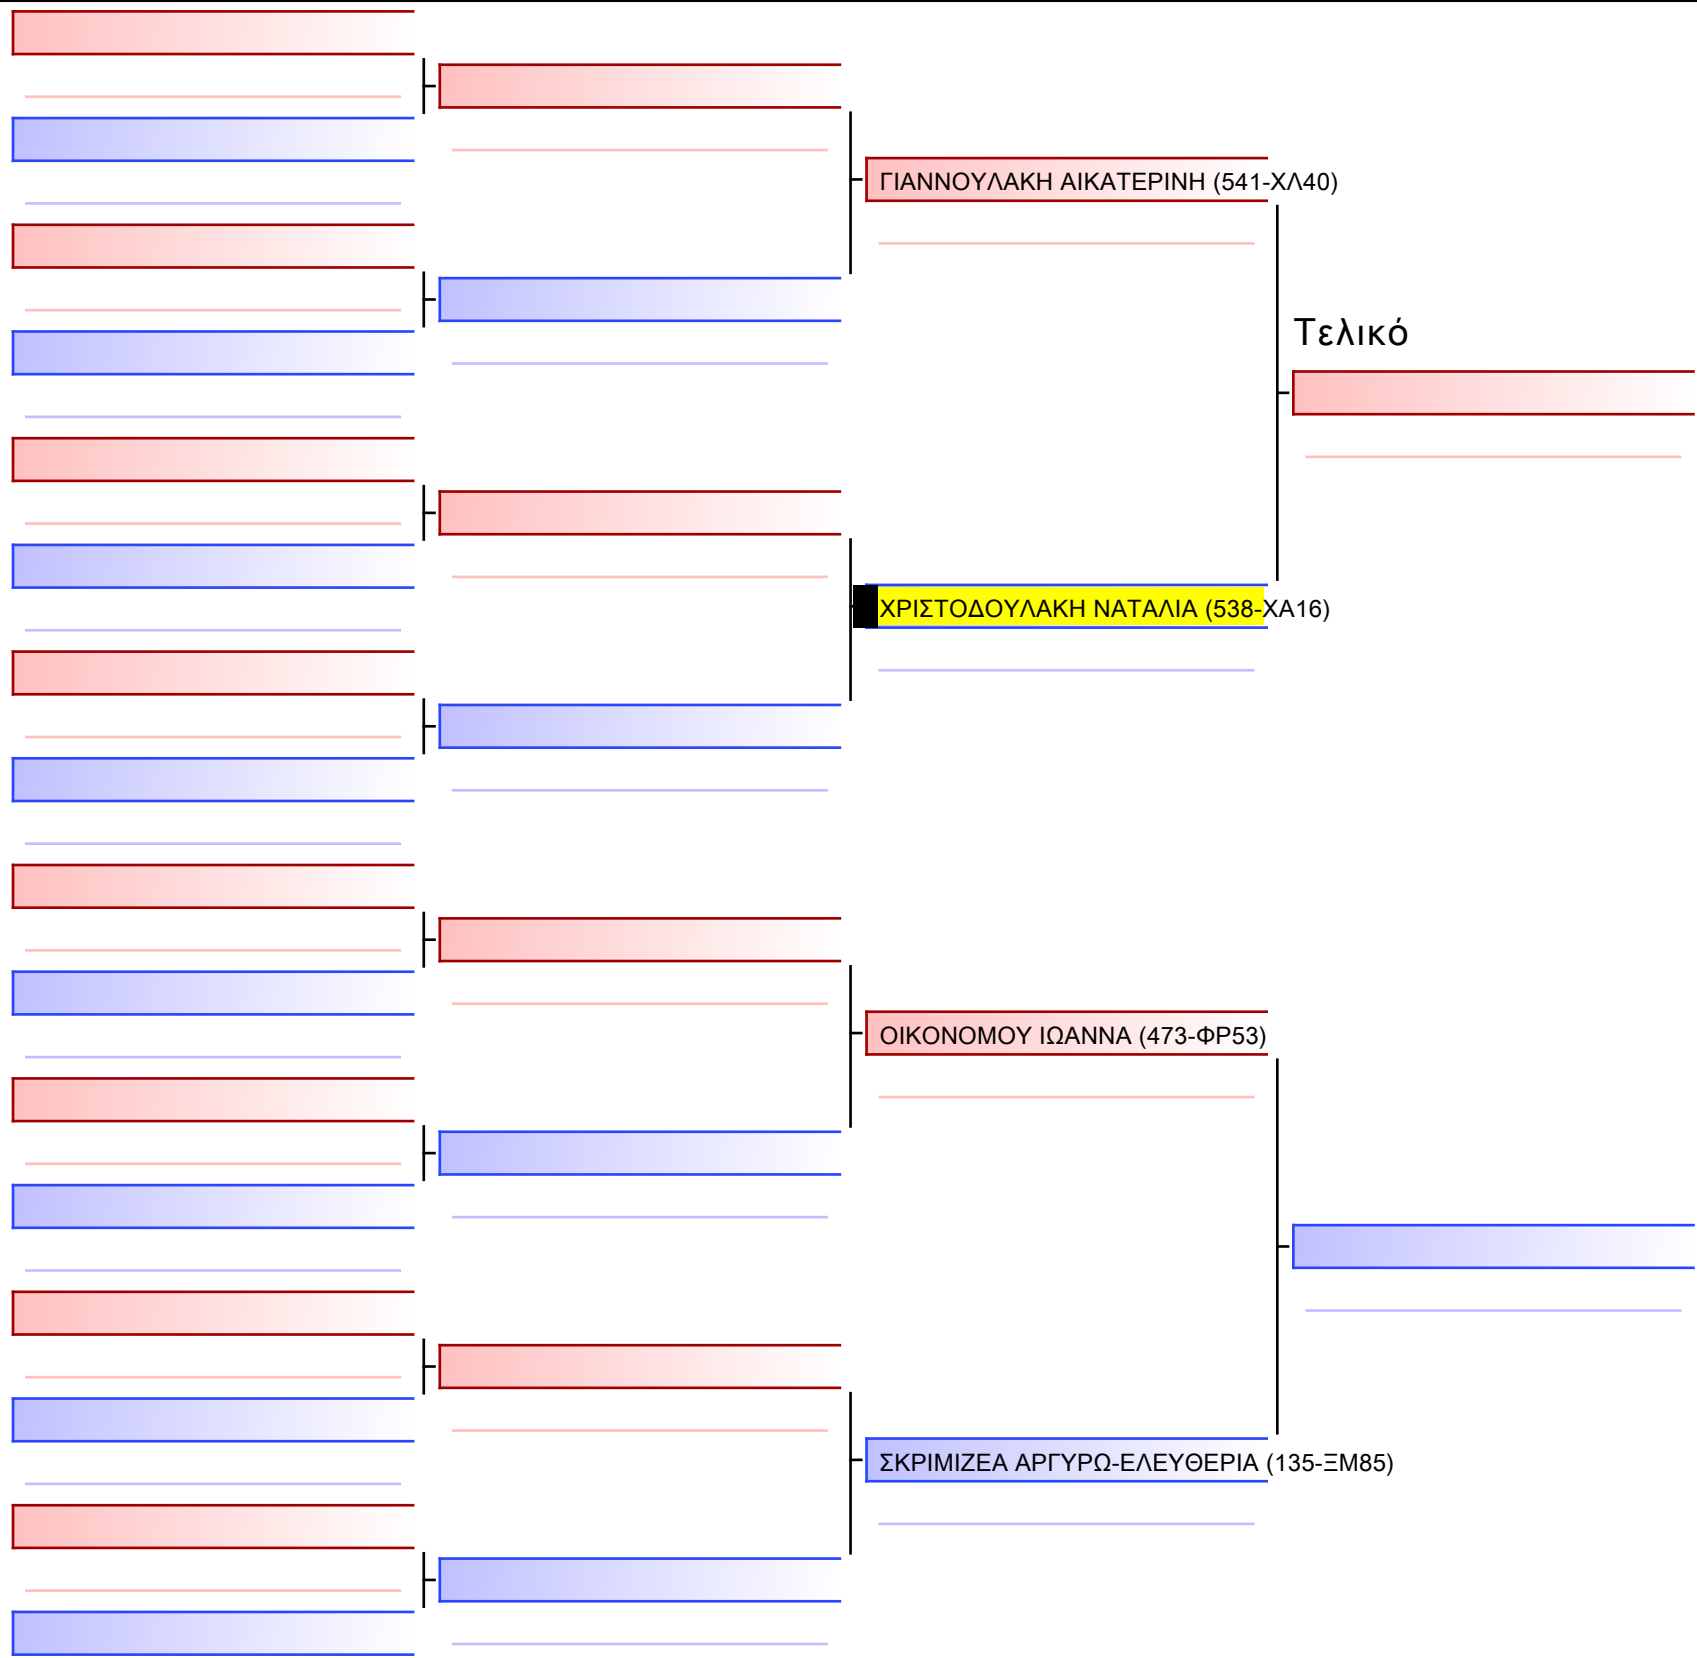 ΓΙΑΝΝΟΥΛΑΚΗ ΑΙΚΑΤΕΡΙΝΗ (541-ΧΛ40)
Τελικό
ΧΡΙΣΤΟΔΟΥΛΑΚΗ ΝΑΤΑΛΙΑ (538-ΧΑ16)
ΟΙΚΟΝΟΜΟΥ ΙΩΑΝΝΑ (473-ΦΡ53)
ΣΚΡΙΜΙΖΕΑ ΑΡΓΥΡΩ-ΕΛΕΥΘΕΡΙΑ (135-ΞΜ85)